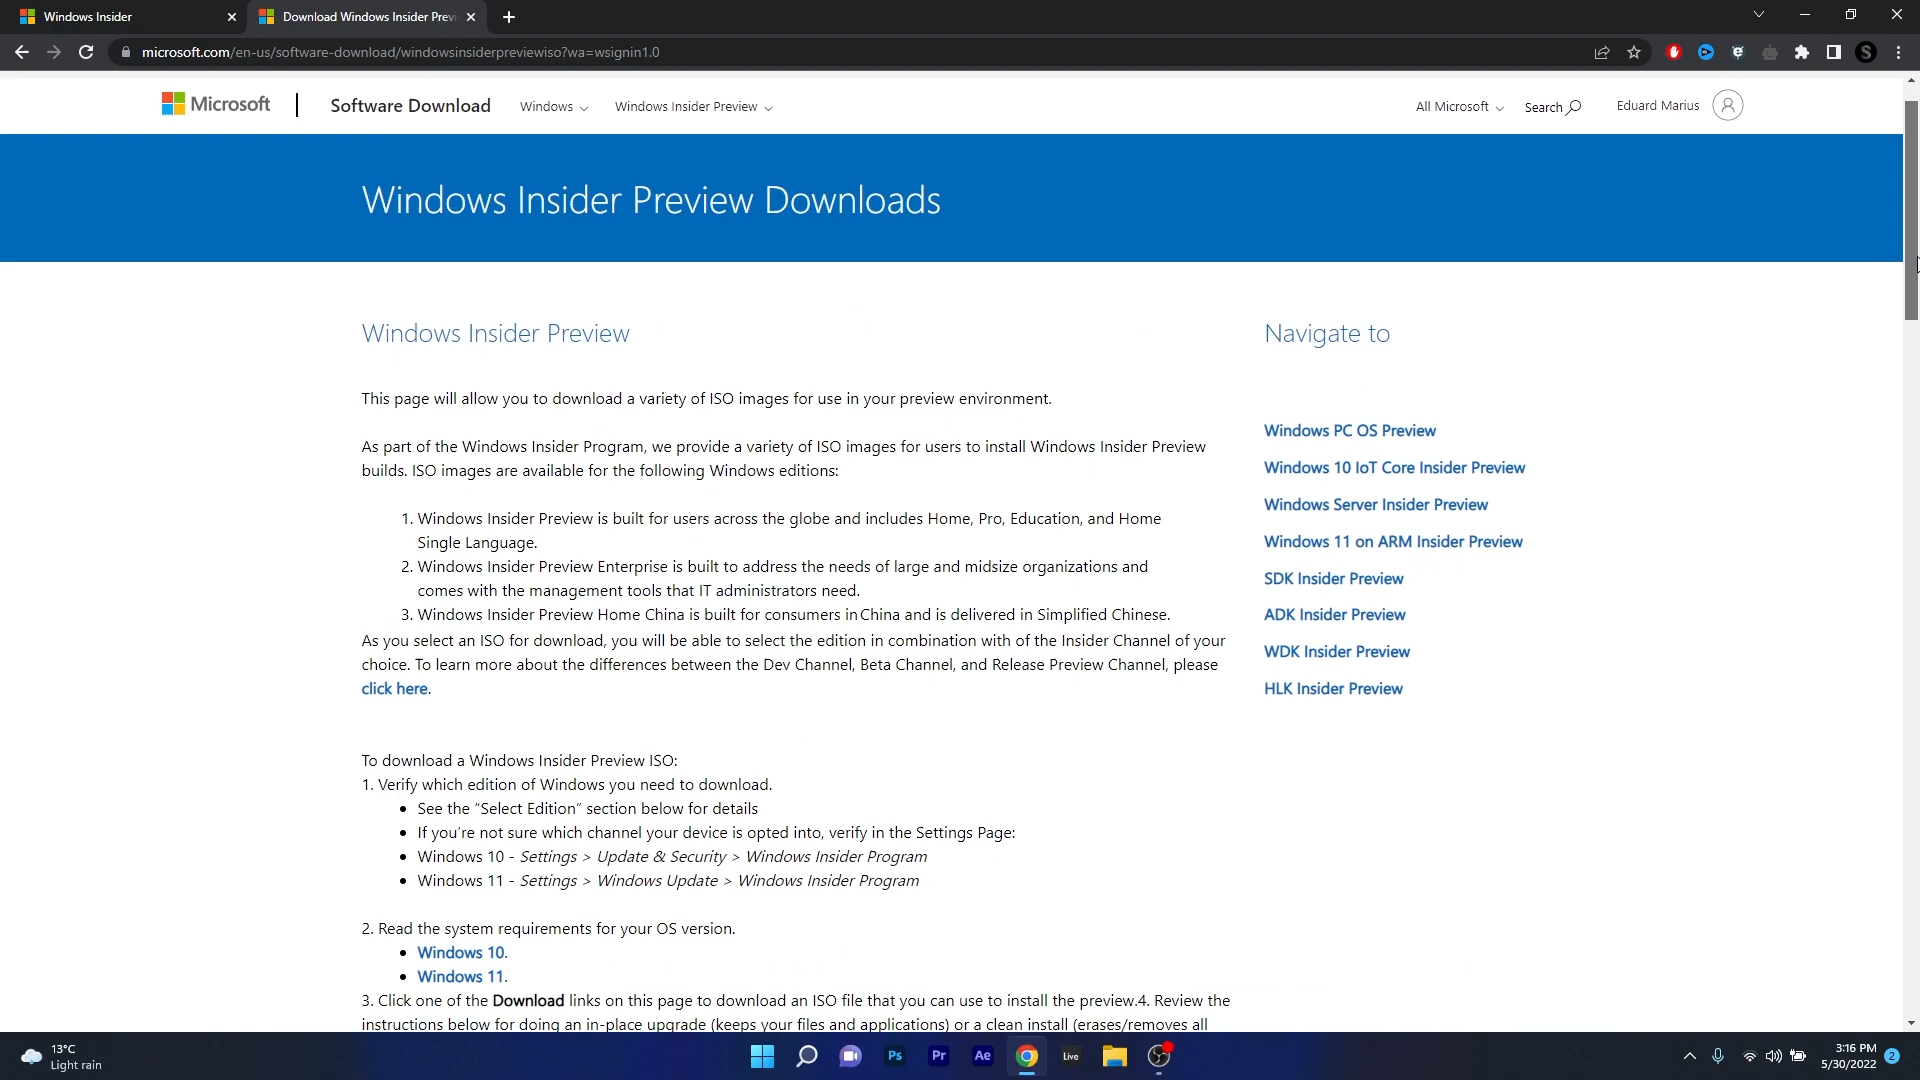 Windows Insider
Download Windows Insider Previ
microsoft.com/en-us/software-download/windowsinsiderpreviewiso?wa=wsignin1.0
S
Microsoft
Software Download
Windows
Windows Insider Preview
All Microsoft
Search
Eduard Marius
Windows Insider Preview Downloads
Windows Insider Preview
This page will allow you to download a variety of ISO images for use in your preview environment.
As part of the Windows Insider Program, we provide a variety of ISO images for users to install Windows Insider Preview
builds. ISO images are available for the following Windows editions:
1. Windows Insider Preview is built for users across the globe and includes Home, Pro, Education, and Home
Single Language.
2. Windows Insider Preview Enterprise is built to address the needs of large and midsize organizations and
comes with the management tools that IT administrators need.
3. Windows Insider Preview Home China is built for consumers in China and is delivered in Simplified Chinese.
As you select an ISO for download, you will be able to select the edition in combination with of the Insider Channel of your
choice. To learn more about the differences between the Dev Channel, Beta Channel, and Release Preview Channel, please
click here.
To download a Windows Insider Preview ISO:
1. Verify which edition of Windows you need to download.
• See the “Select Edition” section below for details
• If you’re not sure which channel your device is opted into, verify in the Settings Page:
• Windows 10 - Settings > Update & Security > Windows Insider Program
• Windows 11 - Settings > Windows Update > Windows Insider Program
2. Read the system requirements for your OS version.
• Windows 10.
• Windows 11.
3. Click one of the Download links on this page to download an ISO file that you can use to install the preview.4. Review the
instructions below for doing an in-place upgrade (keeps your files and applications) or a clean install (erases/removes all
Navigate to
Windows PC OS Preview
Windows 10 IoT Core Insider Preview
Windows Server Insider Preview
Windows 11 on ARM Insider Preview
SDK Insider Preview
ADK Insider Preview
WDK Insider Preview
HLK Insider Preview
13°C
Light rain
Ps
Pr
Ae
Live
3:16 PM
5/30/2022
2